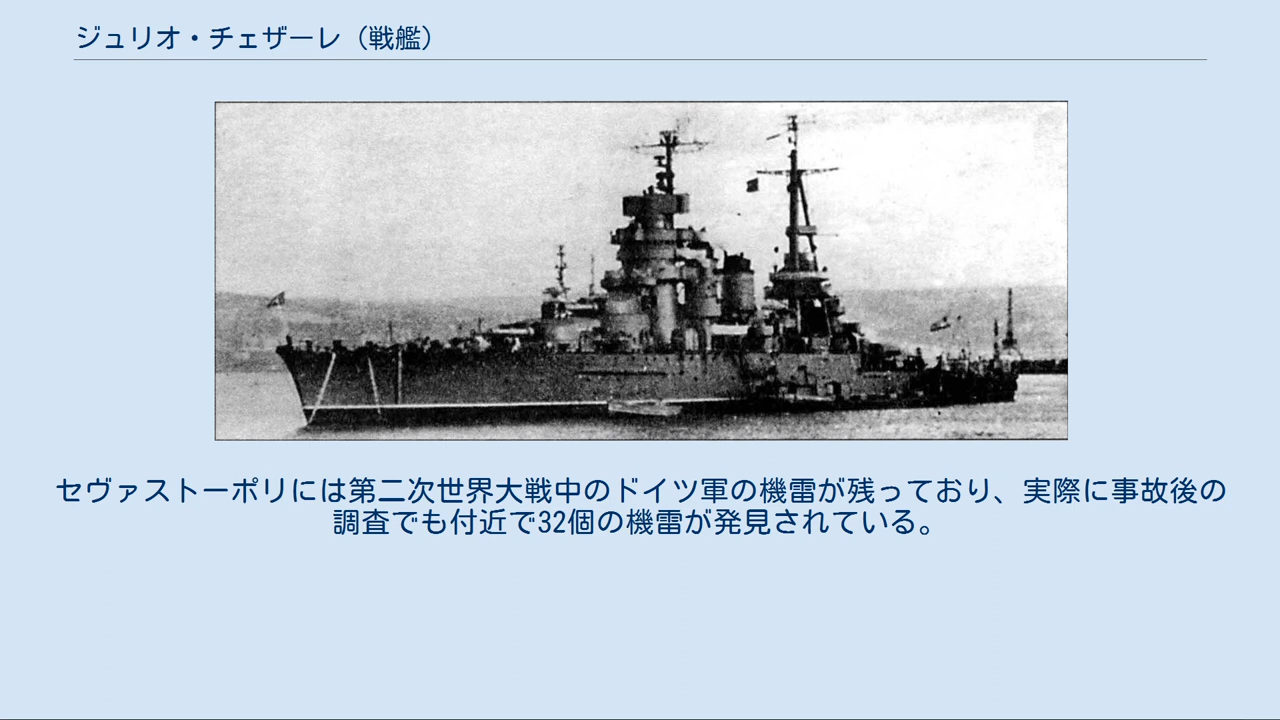 ジュリオ・チェザーレ（戦艦）
セヴァストーポリには第二次世界大戦中のドイツ軍の機雷が残っており、実際に事故後の
調査でも付近で32個の機雷が発見されている。